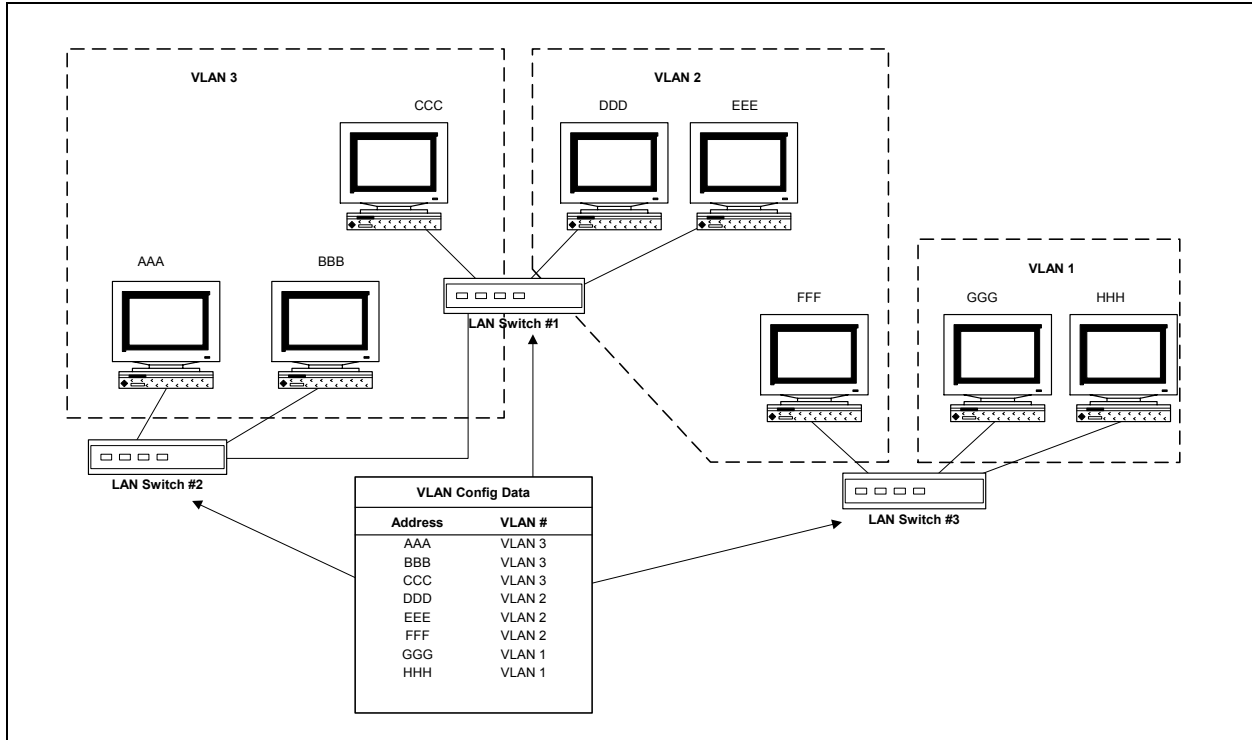 VLAN 3
VLAN 2
CCC
DDD
EEE
AAA
BBB
VLAN 1
FFF
GGG
HHH
LAN Switch #1
LAN Switch #2
LAN Switch #3
VLAN Config Data
Address VLAN #
AAA VLAN 3
BBB VLAN 3
CCC VLAN 3
DDD VLAN 2
EEE VLAN 2
FFF VLAN 2
GGG VLAN 1
HHH VLAN 1